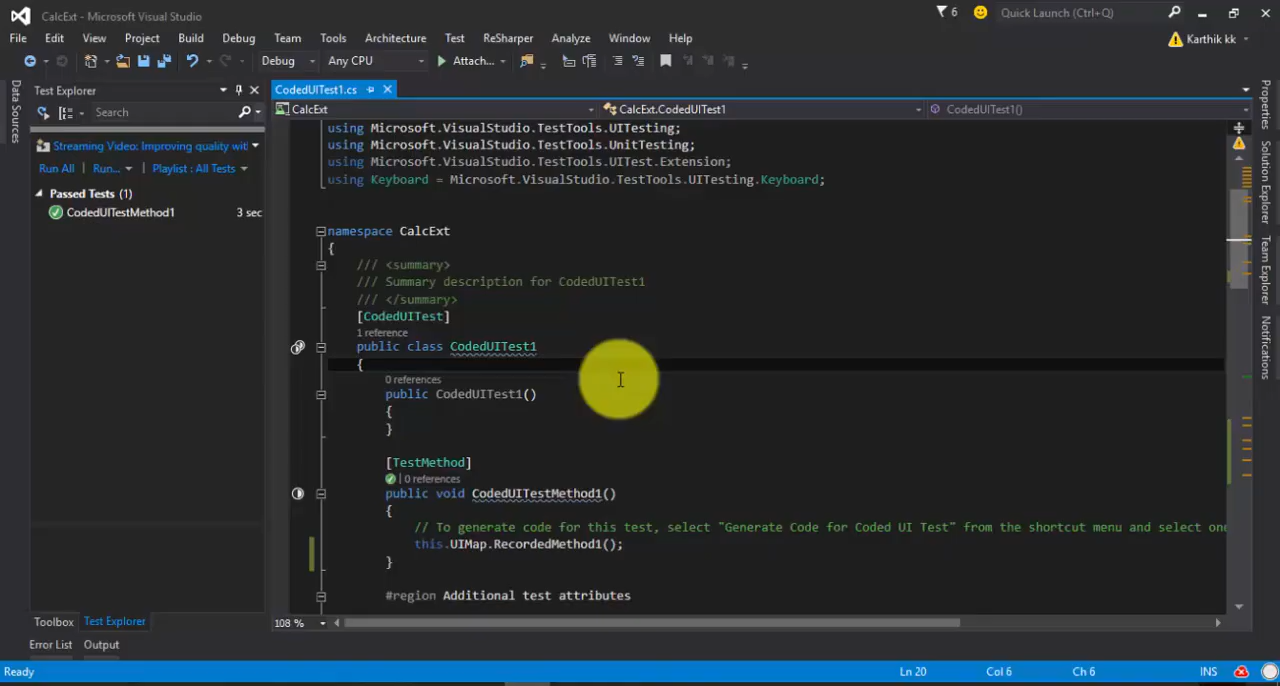 CalcExt - Microsoft Visual Studio
6
Quick Launch (Ctrl+Q)
File Edit View Project Build Debug Team Tools Architecture Test ReSharper Analyze Window Help
Karthik kk
Debug Any CPU Attach...
Data Sources
Test Explorer
Search
Streaming Video: Improving quality wit
Run All | Run... | Playlist : All Tests
Passed Tests (1)
CodedUITestMethod1 3 sec
CodedUITest1.cs
CalcExt CalcExt.CodedUITest1 CodedUITest1()
using Microsoft.VisualStudio.TestTools.UITesting;
using Microsoft.VisualStudio.TestTools.UnitTesting;
using Microsoft.VisualStudio.TestTools.UITest.Extension;
using Keyboard = Microsoft.VisualStudio.TestTools.UITesting.Keyboard;
namespace CalcExt
{
/// <summary>
/// Summary description for CodedUITest1
/// </summary>
[CodedUITest]
1 reference
public class CodedUITest1
{
0 references
public CodedUITest1()
{
}
[TestMethod]
| 0 references
public void CodedUITestMethod1()
{
// To generate code for this test, select "Generate Code for Coded UI Test" from the shortcut menu and select one
this.UIMap.RecordedMethod1();
}
#region Additional test attributes
108 %
Properties
Solution Explorer
Team Explorer
Notifications
Toolbox Test Explorer
Error List Output
Ready Ln 20 Col 6 Ch 6 INS